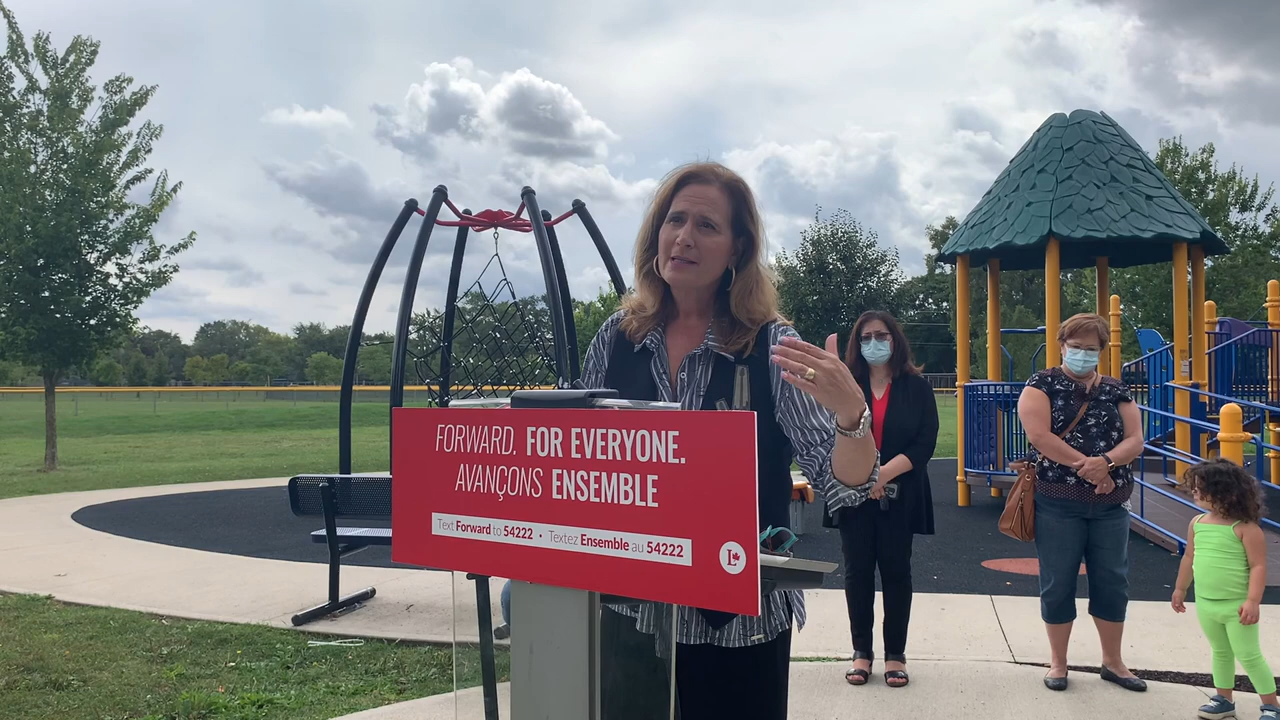 FORWARD. FOR EVERYONE.
AVANÇONS ENSEMBLE
Text Forward to 54222 • Textez Ensemble au 54222
L